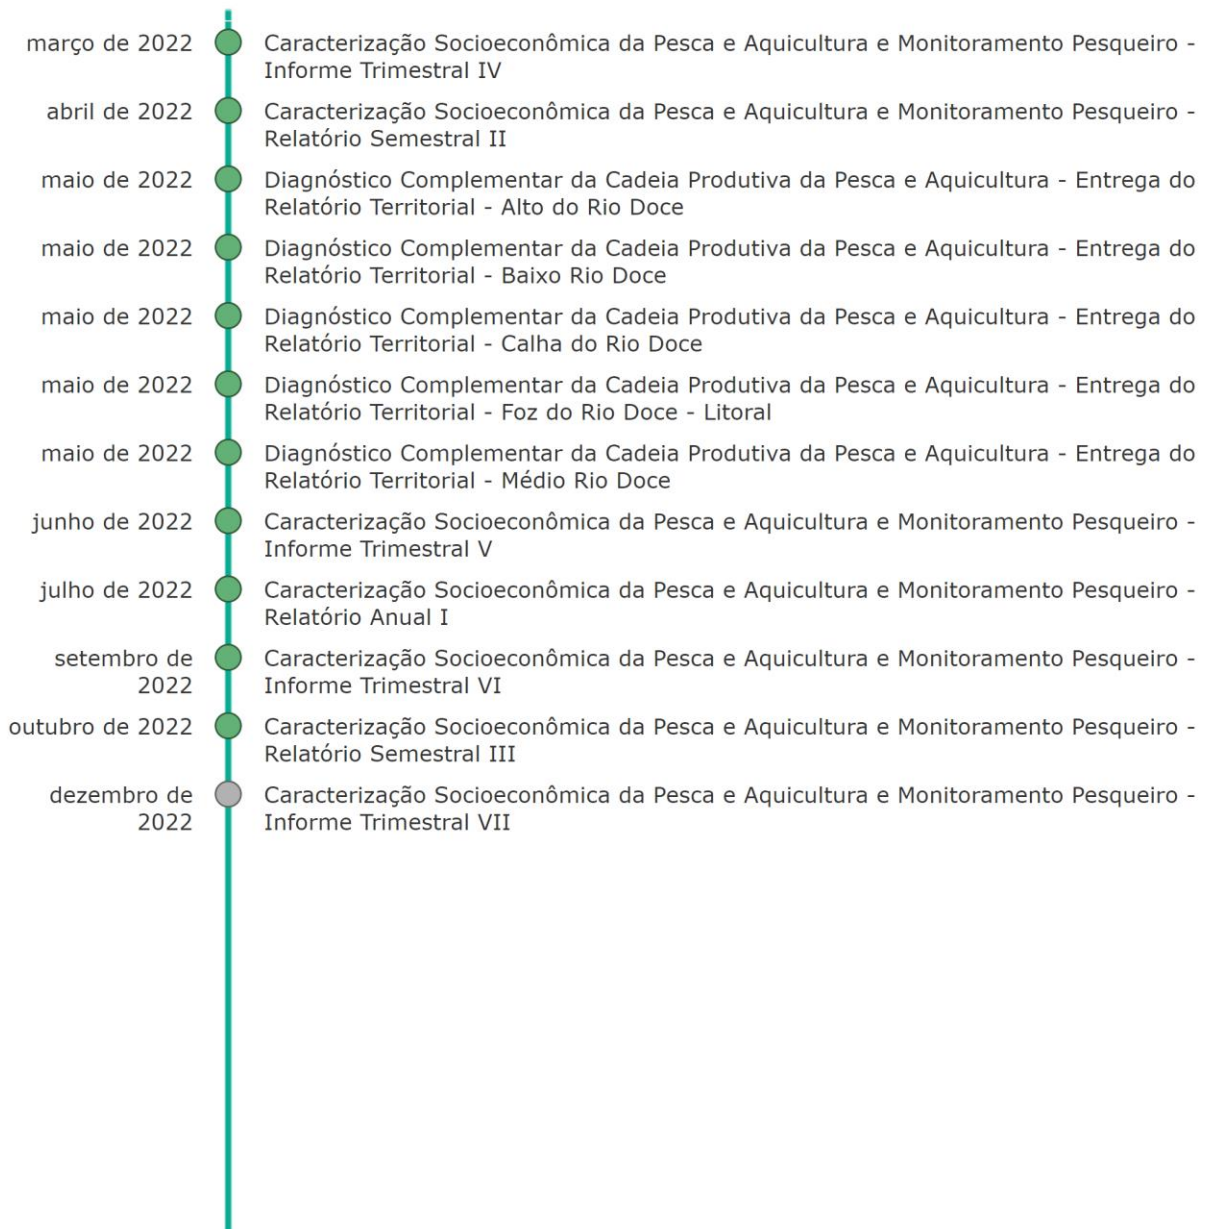 março de 2022
Caracterização Socioeconômica da Pesca e Aquicultura e Monitoramento Pesqueiro -
Informe Trimestral IV
abril de 2022
Caracterização Socioeconômica da Pesca e Aquicultura e Monitoramento Pesqueiro -
Relatório Semestral II
maio de 2022
Diagnóstico Complementar da Cadeia Produtiva da Pesca e Aquicultura - Entrega do
Relatório Territorial - Alto do Rio Doce
maio de 2022
Diagnóstico Complementar da Cadeia Produtiva da Pesca e Aquicultura - Entrega do
Relatório Territorial - Baixo Rio Doce
maio de 2022
Diagnóstico Complementar da Cadeia Produtiva da Pesca e Aquicultura - Entrega do
Relatório Territorial - Calha do Rio Doce
maio de 2022
Diagnóstico Complementar da Cadeia Produtiva da Pesca e Aquicultura - Entrega do
Relatório Territorial - Foz do Rio Doce - Litoral
maio de 2022
Diagnóstico Complementar da Cadeia Produtiva da Pesca e Aquicultura - Entrega do
Relatório Territorial - Médio Rio Doce
junho de 2022
Caracterização Socioeconômica da Pesca e Aquicultura e Monitoramento Pesqueiro -
Informe Trimestral V
julho de 2022
Caracterização Socioeconômica da Pesca e Aquicultura e Monitoramento Pesqueiro -
Relatório Anual I
setembro de
2022
Caracterização Socioeconômica da Pesca e Aquicultura e Monitoramento Pesqueiro -
Informe Trimestral VI
outubro de 2022
Caracterização Socioeconômica da Pesca e Aquicultura e Monitoramento Pesqueiro -
Relatório Semestral III
dezembro de
2022
Caracterização Socioeconômica da Pesca e Aquicultura e Monitoramento Pesqueiro -
Informe Trimestral VII